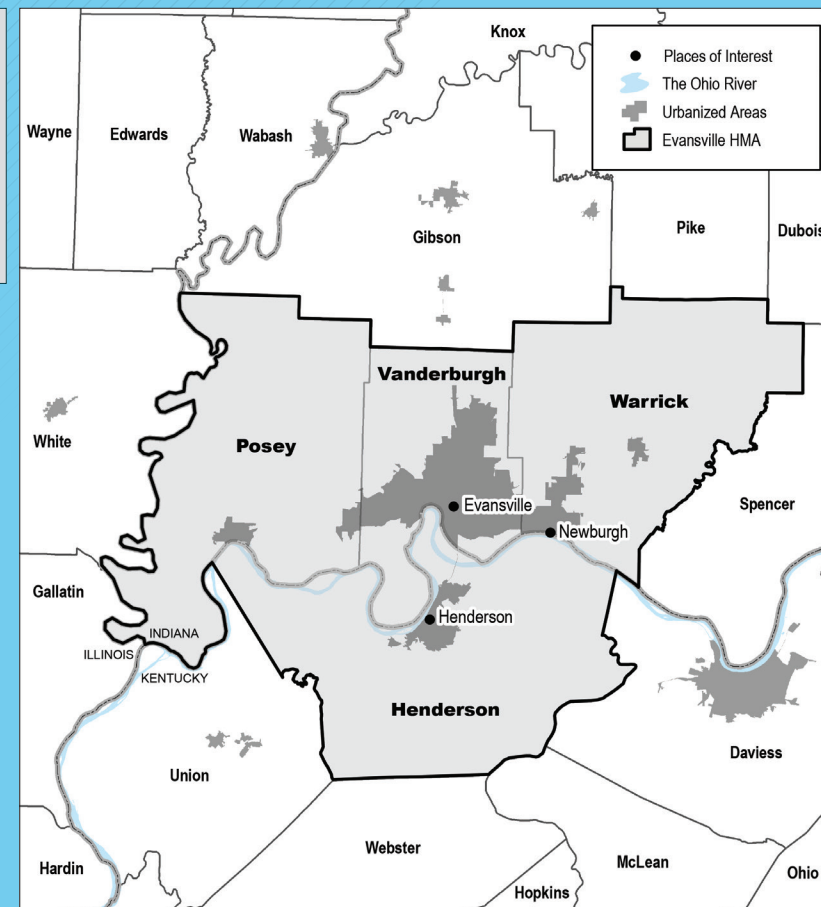 Knox
Places of Interest
The Ohio River
Urbanized Areas
Evansville HMA
Wayne
Edwards
Wabash
Gibson
Pike
Dubois
Vanderburgh
Warrick
White
Posey
Spencer
Evansville
Newburgh
Gallatin
Henderson
INDIANA
ILLINOIS
KENTUCKY
Henderson
Union
Daviess
Webster
McLean
Hardin
Ohio
Hopkins